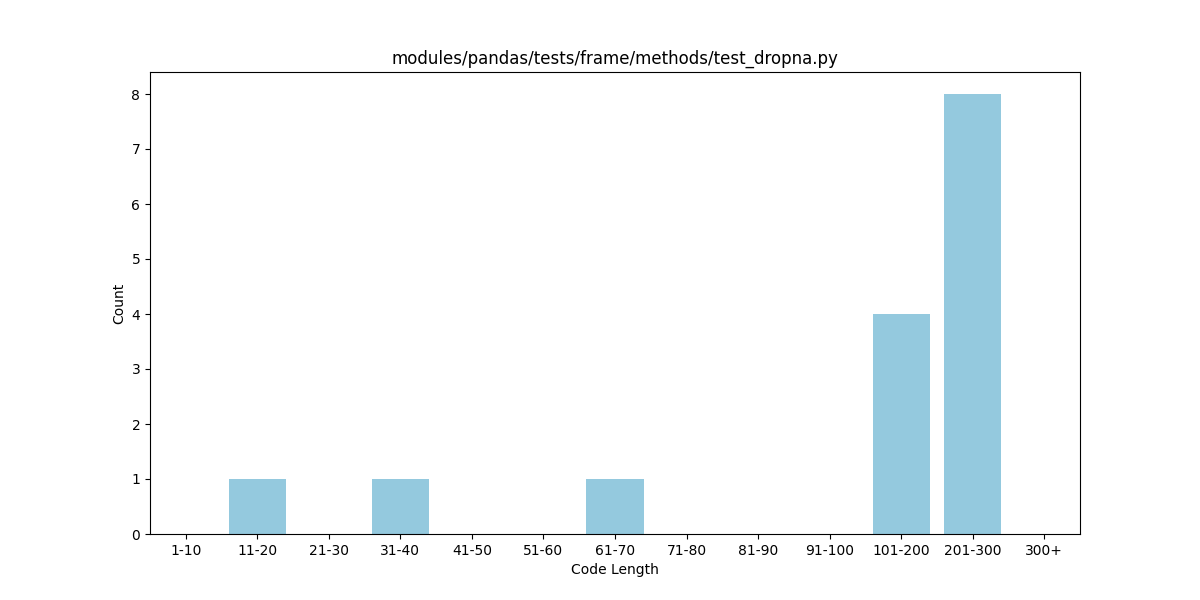 modules/pandas/tests/frame/methods/test_dropna.py
8
7
6
5
4
3
2
1
0
Count
1-10 11-20 21-30 31-40 41-50 51-60 61-70 71-80 81-90 91-100 101-200 201-300 300+
Code Length